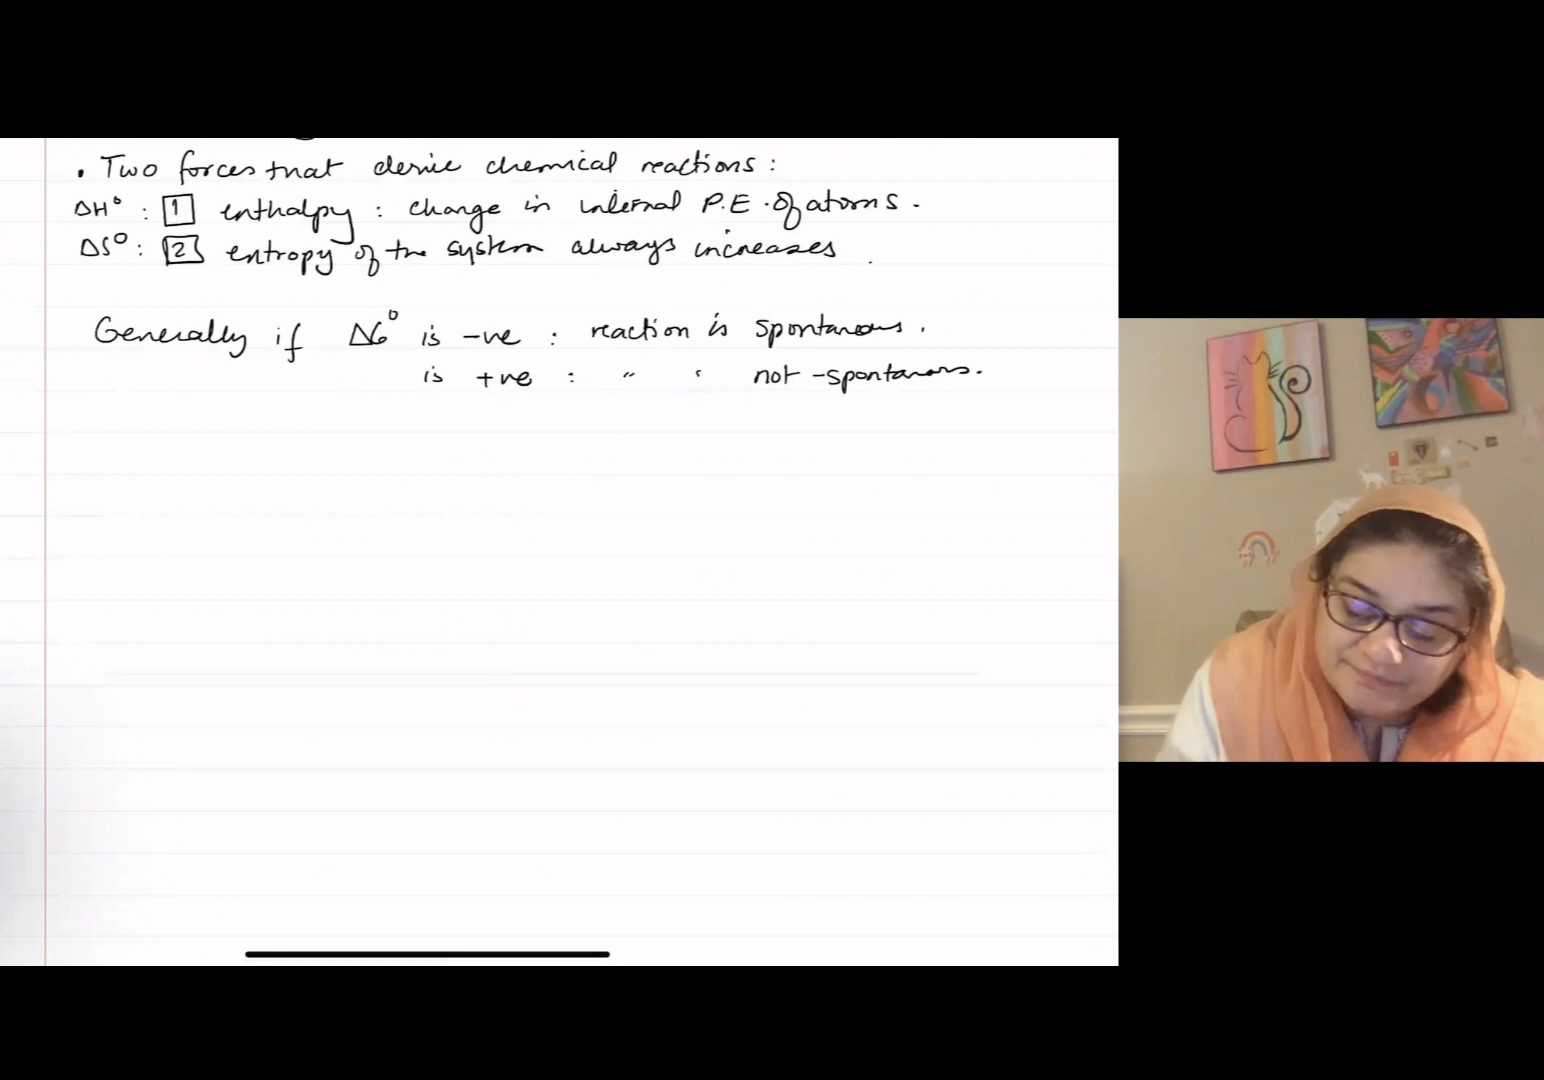 . Two forces that derive chemical reactions :
ΔH° : 1 enthalpy : change in internal P.E. of atoms .
ΔS° : 2 entropy of the system always increases .
Generally if ΔG° is -ve : reaction is spontaneous .
is +ve : " " not - spontaneous .